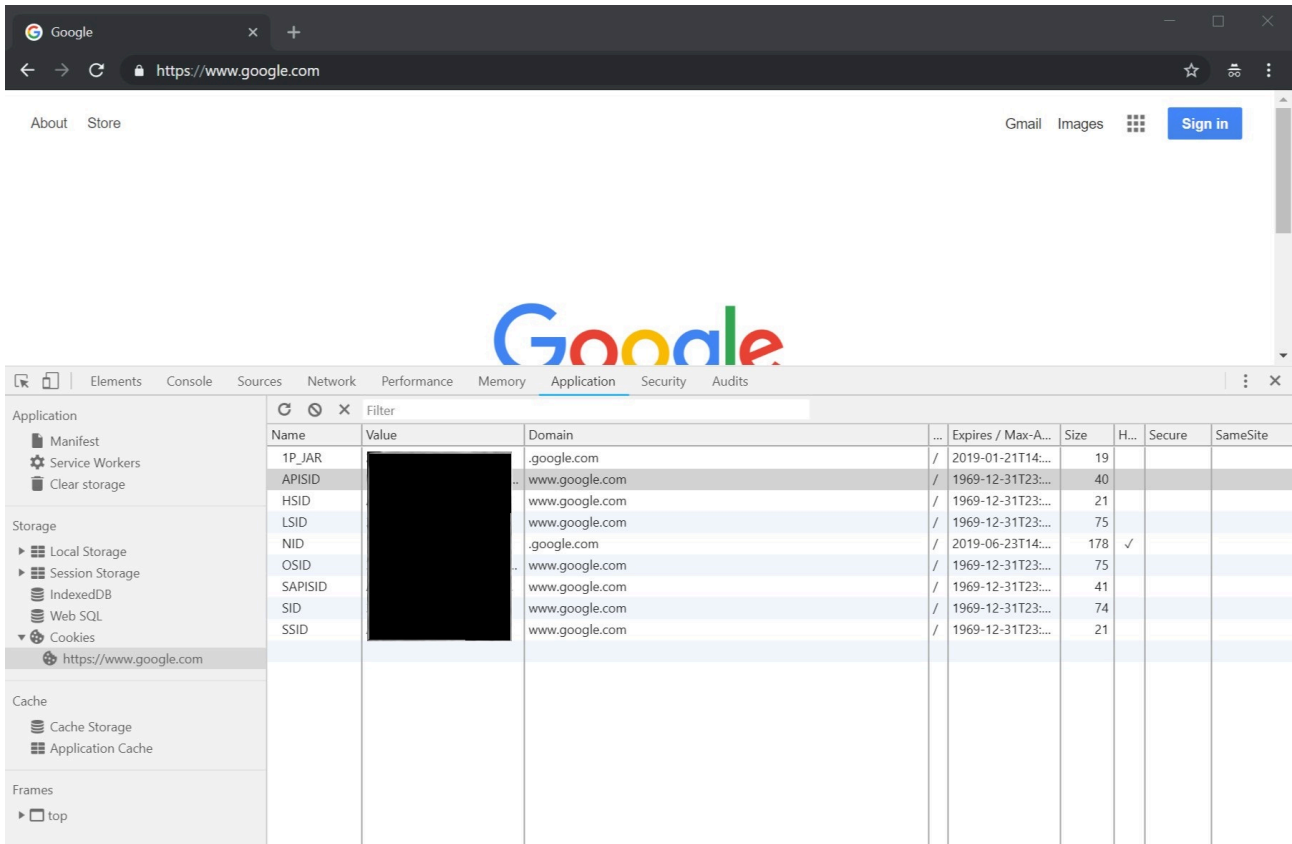 Google
https://www.google.com
About Store Gmail Images Sign in
Google
Elements Console Sources Network Performance Memory Application Security Audits
Application
Manifest
Service Workers
Clear storage
Storage
Local Storage
Session Storage
IndexedDB
Web SQL
Cookies
https://www.google.com
Cache
Cache Storage
Application Cache
Frames
top
Filter
Name Value Domain ... Expires / Max-A... Size H... Secure SameSite
1P_JAR .google.com / 2019-01-21T14:... 19
APISID .. www.google.com / 1969-12-31T23:... 40
HSID www.google.com / 1969-12-31T23:... 21
LSID www.google.com / 1969-12-31T23:... 75
NID .google.com / 2019-06-23T14:... 178 ✓
OSID .. www.google.com / 1969-12-31T23:... 75
SAPISID www.google.com / 1969-12-31T23:... 41
SID www.google.com / 1969-12-31T23:... 74
SSID www.google.com / 1969-12-31T23:... 21